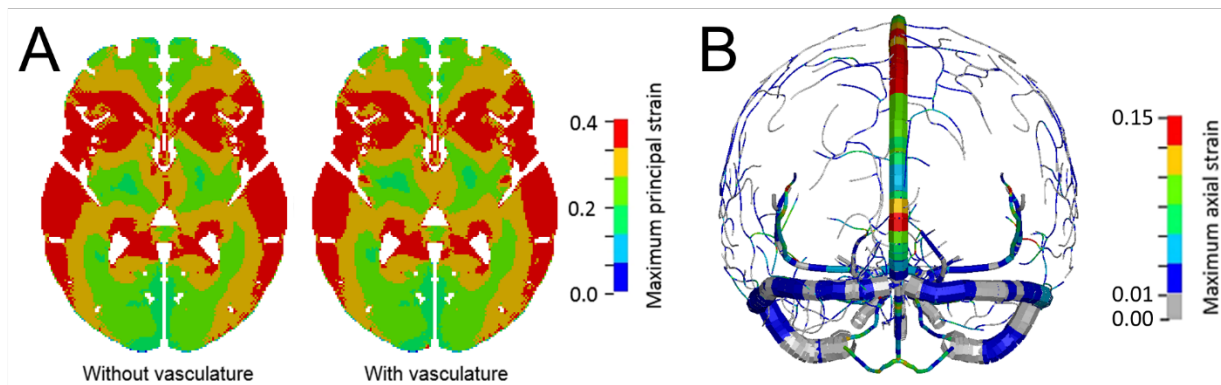 A
Without vasculature
With vasculature
0.4
0.2
0.0
Maximum principal strain
B
0.15
0.01
0.00
Maximum axial strain